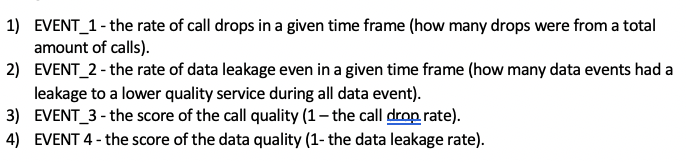 1) EVENT_1 - the rate of call drops in a given time frame (how many drops were from a total
amount of calls).
2) EVENT_2 - the rate of data leakage even in a given time frame (how many data events had a
leakage to a lower quality service during all data event).
3) EVENT_3 - the score of the call quality (1 – the call drop rate).
4) EVENT 4 - the score of the data quality (1- the data leakage rate).